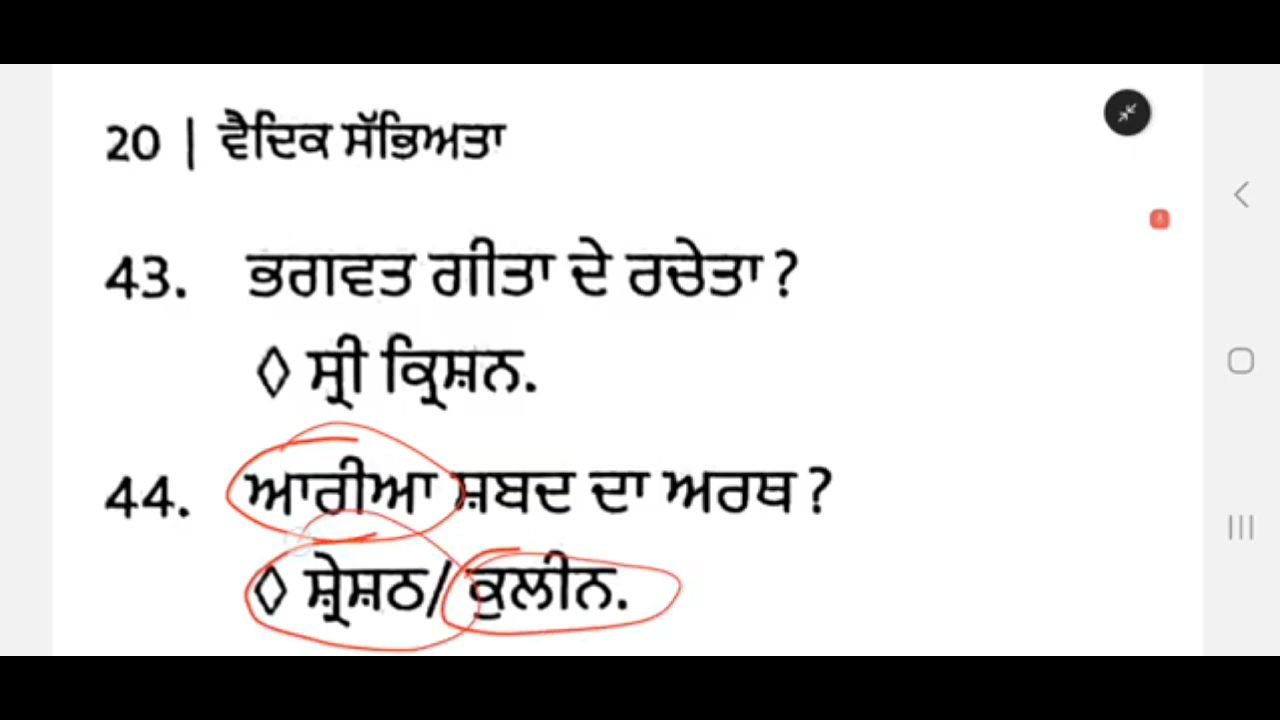 20 | ਵੈਦਿਕ ਸੱਭਿਅਤਾ
43. ਭਗਵਤ ਗੀਤਾ ਦੇ ਰਚੇਤਾ ?
◊ ਸ੍ਰੀ ਕ੍ਰਿਸ਼ਨ.
44. ਆਰੀਆ ਸ਼ਬਦ ਦਾ ਅਰਥ ?
◊ ਸ਼੍ਰੇਸ਼ਠ/ ਕੁਲੀਨ.